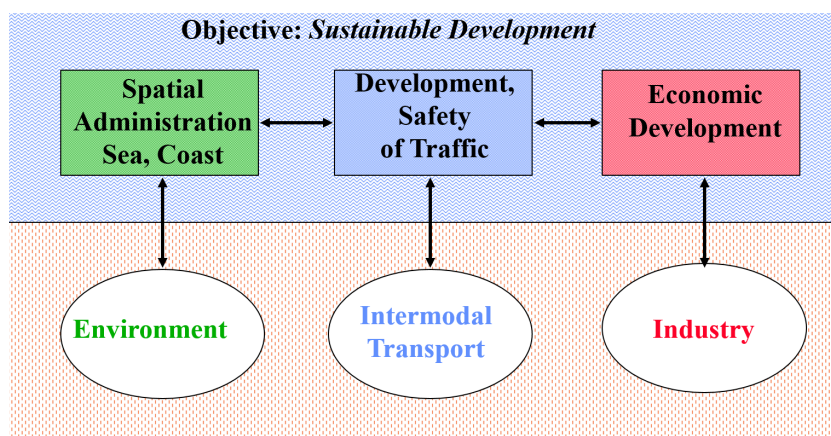 Objective: Sustainable Development
Spatial
Administration
Sea, Coast
Development,
Safety
of Traffic
Economic
Development
Environment
Intermodal
Transport
Industry